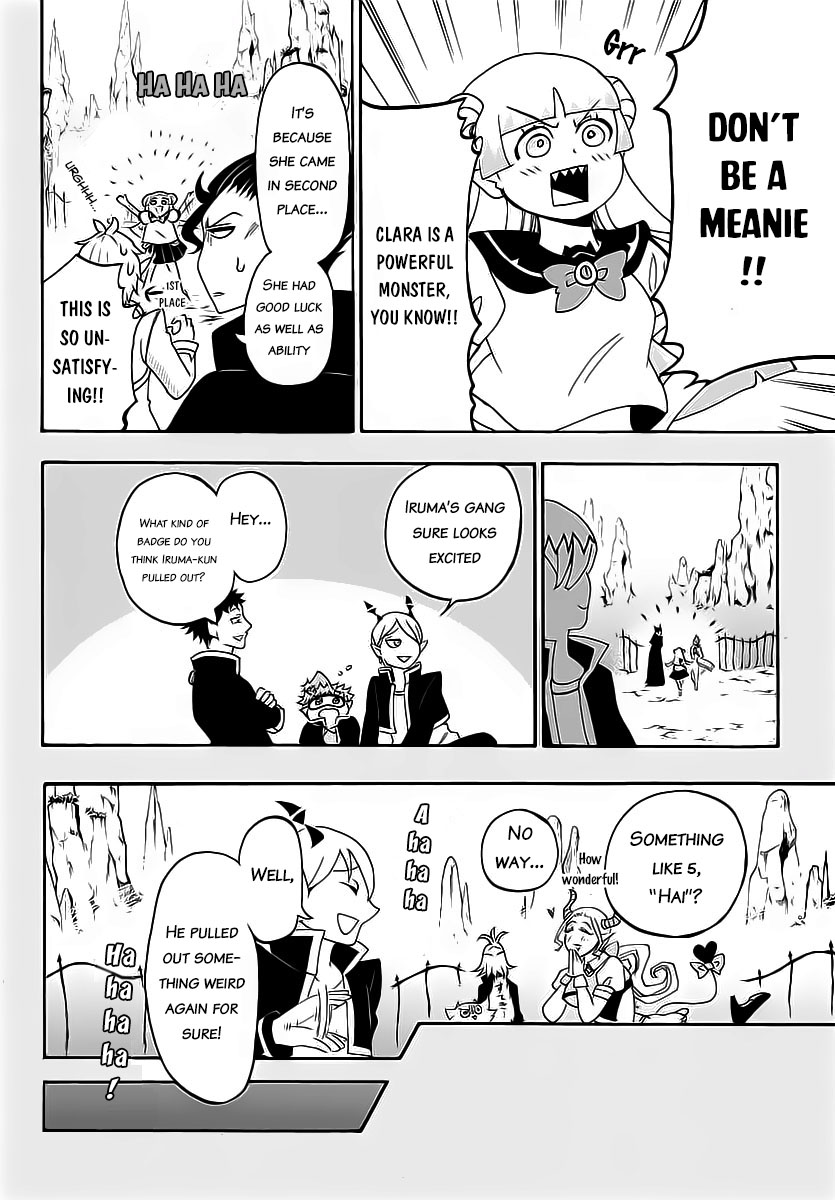 Grr
DON'T
BE A
MEANIE
!!
CLARA IS A
POWERFUL
MONSTER,
YOU KNOW!!
HA HA HA
IT'S
BECAUSE
SHE CAME
IN SECOND
PLACE...
SHE HAD
GOOD LUCK
AS WELL AS
ABILITY
URGHHH...
1ST
PLACE
THIS IS
SO UN-
SATISFY-
ING!!
IRUMA'S GANG
SURE LOOKS
EXCITED
HEY...
WHAT KIND OF
BADGE DO YOU
THINK IRUMA-KUN
PULLED OUT?
SOMETHING
LIKE 5,
"HAI"?
How
wonderful!
NO
WAY...
A
ha
ha
ha
WELL,
HE PULLED
OUT SOME-
THING WEIRD
AGAIN FOR
SURE!
Ha
ha
ha
ha
!